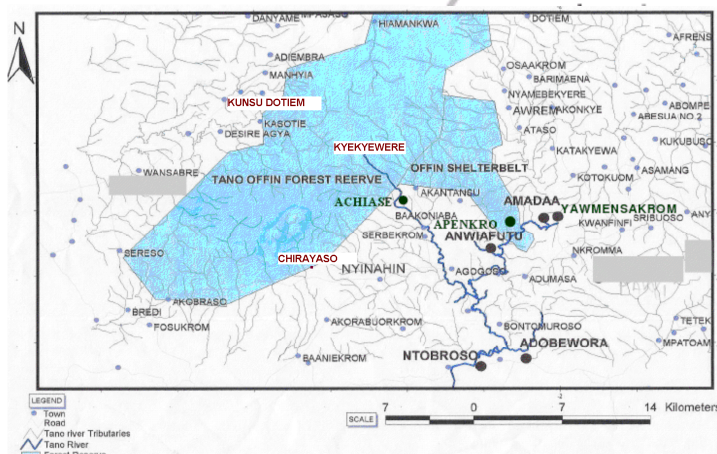 N
DANYAME
HIAMANKWA
DOTIEM
AFRENS
ADIEMBRA
OSAAKROM
MANHYIA
BARIMAENA
NYAMEBEKYERE
KUNSU DOTIEM
AWREM
AKONKYE
ABOMPE
ABESUA NO.2
KASOTIE
DESIRE AGYA
ATASO
KYEKYEWERE
KATAKYEWA
KUKUBUSO
WANSABRE
OFFIN SHELTERBELT
ASAMANG
TANO OFFIN FOREST REERVE
KOTOKUOM
AKANTANSU
ACHIASE
AMADAA
YAWMENSAKROM
BAAKONIABA
APENKRO
KWANFINFI
SRIBUOSO
ANY
SERBEKROM
ANWIAFUTU
SERESO
CHIRAYASO
NKROMMA
NYINAHIN
AGOGOSO
ADUMASA
AKOBRASO
BREDI
FOSUKROM
AKORABUORKROM
BONTOMUROSO
TETEK
ADOBEWORA
MPATOAM
BAANIEKROM
NTOBROSO
LEGEND
Town
Road
Tano river Tributaries
Tano River
SCALE
7 0 7 14 Kilometers